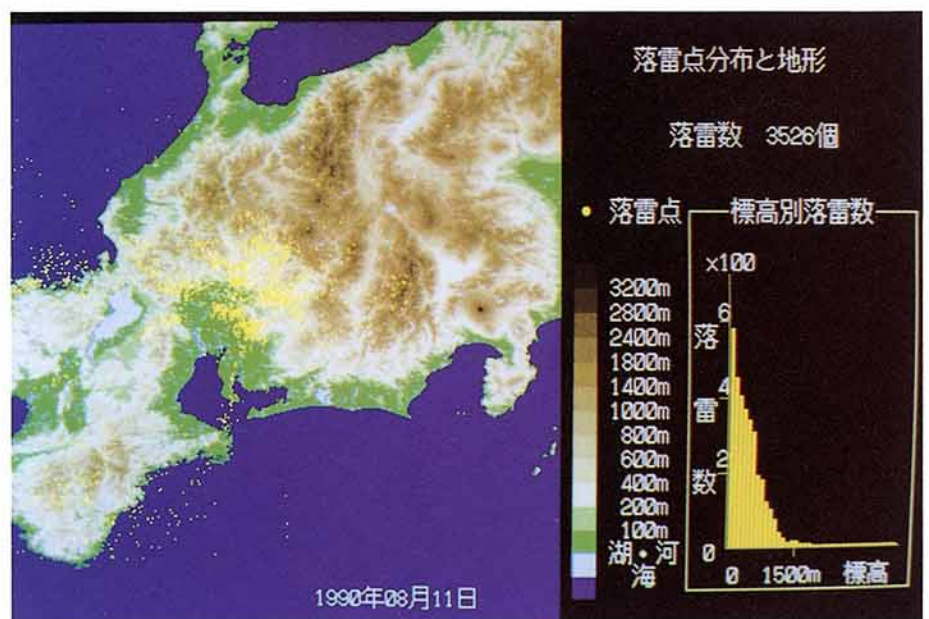 落雷点分布と地形
落雷数 3526個
落雷点
3200m
2800m
2400m
1800m
1400m
1000m
800m
600m
400m
200m
100m
湖・河
海
標高別落雷数
×100
6
4
2
0
落雷数
0 1500m 標高
1990年08月11日